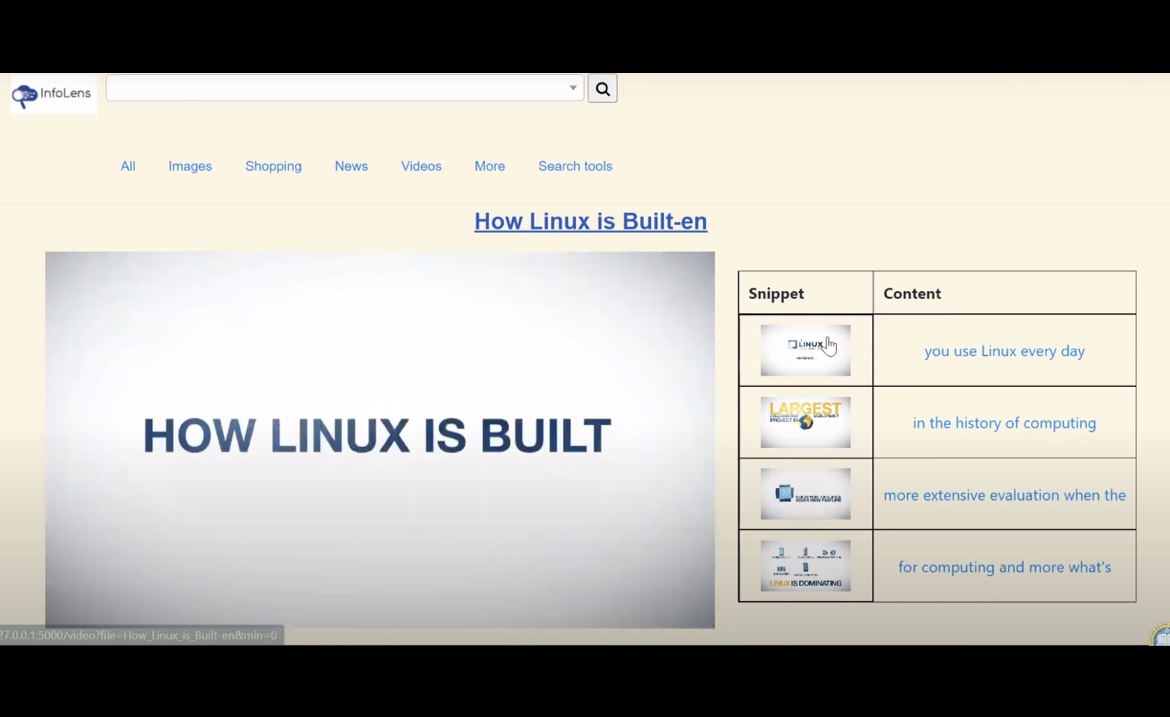 InfoLens
All Images Shopping News Videos More Search tools
How Linux is Built-en
HOW LINUX IS BUILT
Snippet Content
LINUX
you use Linux every day
LARGEST
PROJECT IN
in the history of computing
more extensive evaluation when the
LINUX IS DOMINATING
for computing and more what's
27.0.0.1:5000/video?file=How_Linux_is_Built-en&min=0